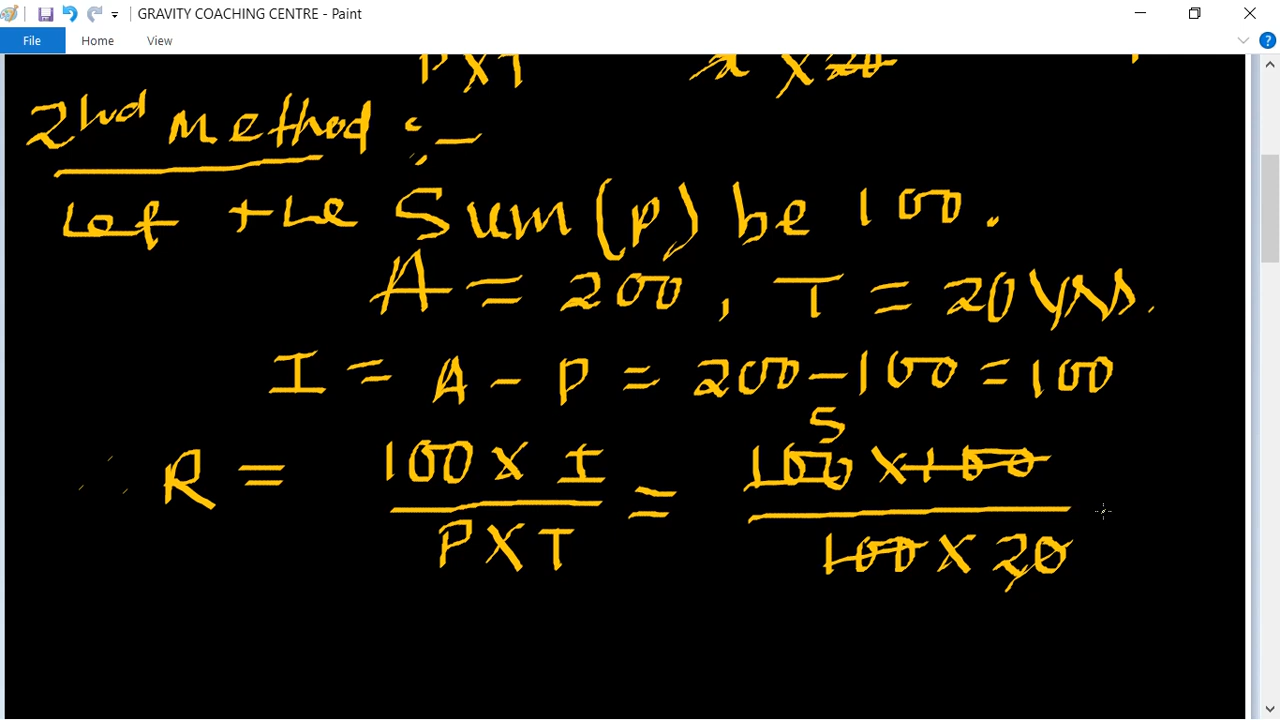 GRAVITY COACHING CENTRE - Paint
File Home View
P X T X 20
2nd Method :-
Let the Sum (P) be 100.
A = 200 , T = 20 yrs.
I = A - P = 200 - 100 = 100
5
∴ R = 100 X I / P X T = 100 X 100 / 100 X 20